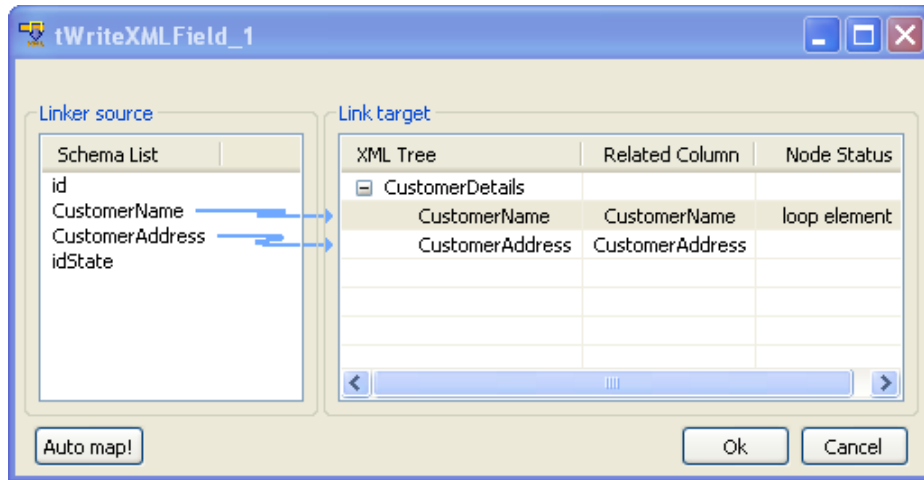 tWriteXMLField_1
Linker source
Link target
Schema List
XML Tree Related Column Node Status
id
CustomerDetails
CustomerName
CustomerName CustomerName loop element
CustomerAddress
CustomerAddress CustomerAddress
idState
Auto map!
Ok
Cancel